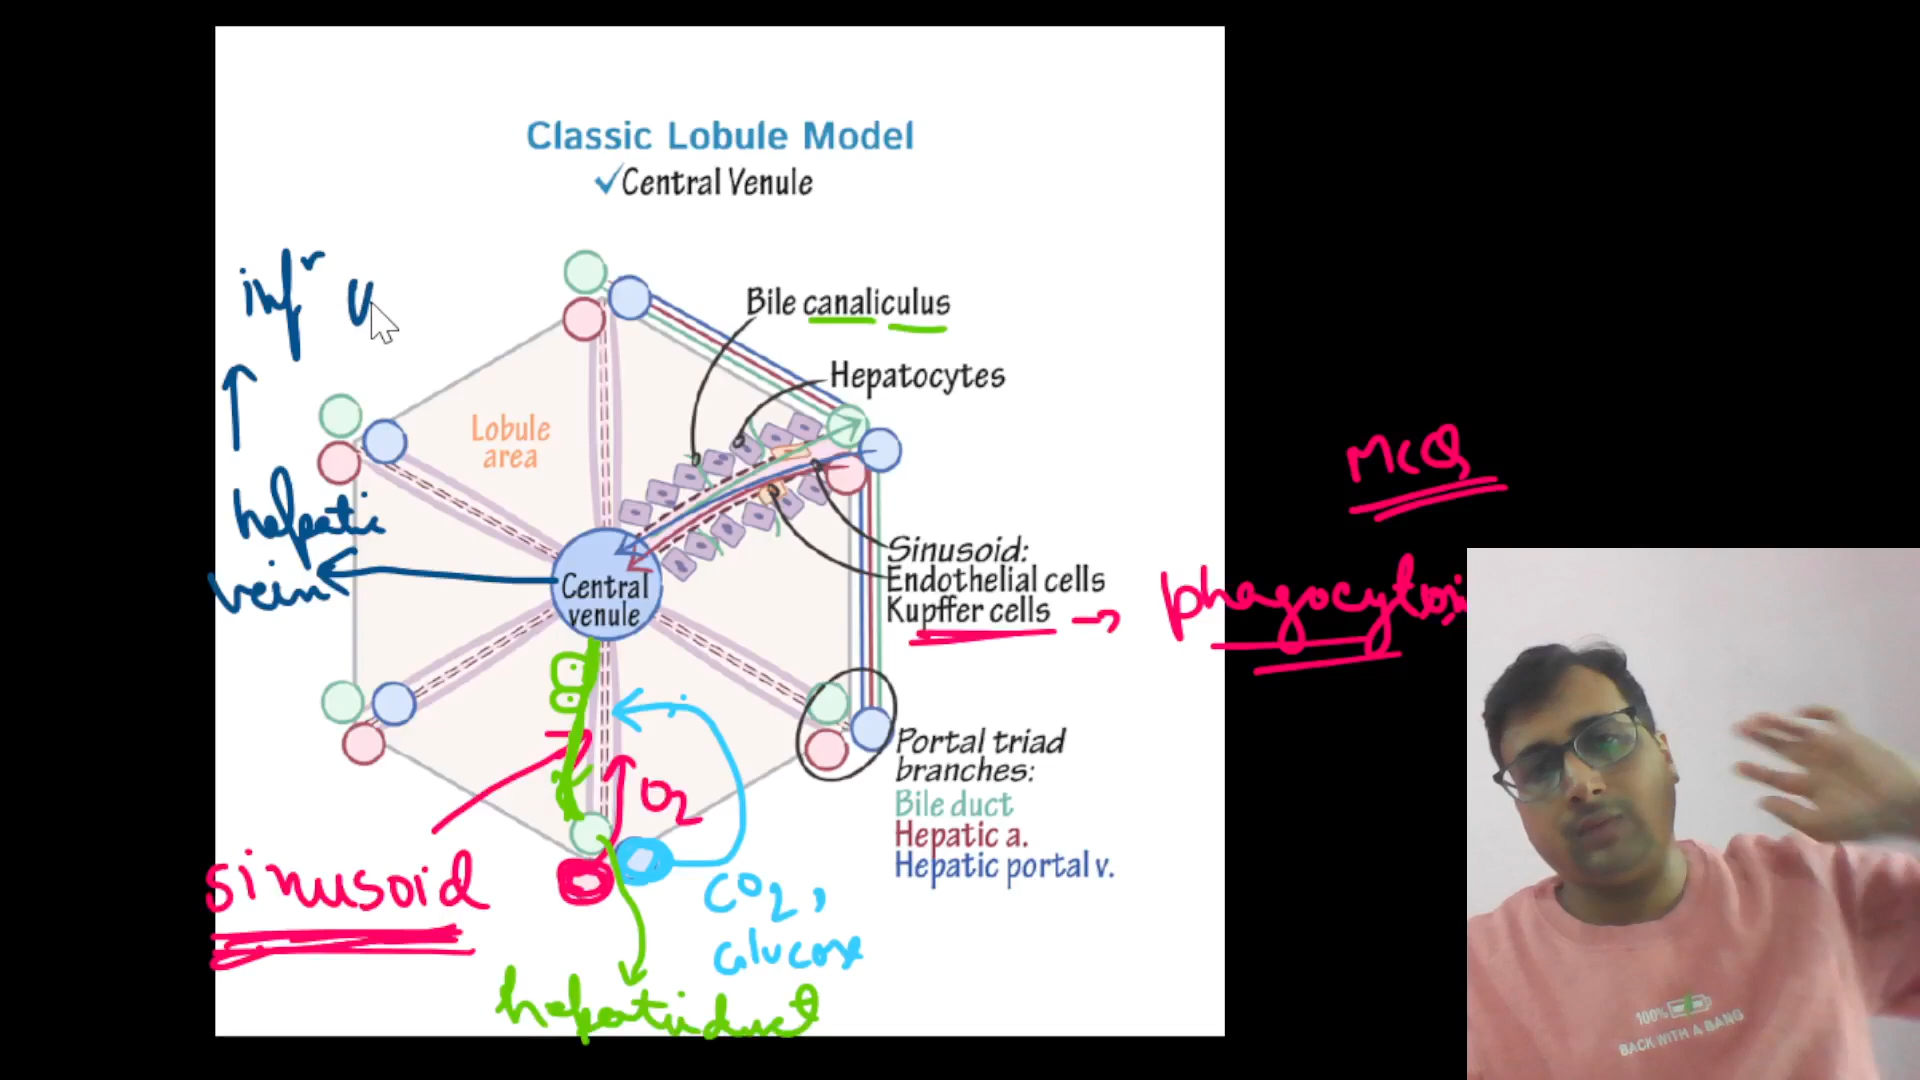 Classic Lobule Model
✓Central Venule
infr v
Bile canaliculus
Hepatocytes
Lobule
area
MCQ
hepatic
vein
Sinusoid:
Endothelial cells
Kupffer cells → phagocytosis
Central
venule
Portal triad
branches:
Bile duct
Hepatic a.
Hepatic portal v.
O2
sinusoid
CO2,
Glucose
hepatic duct
100%
BACK WITH A BANG